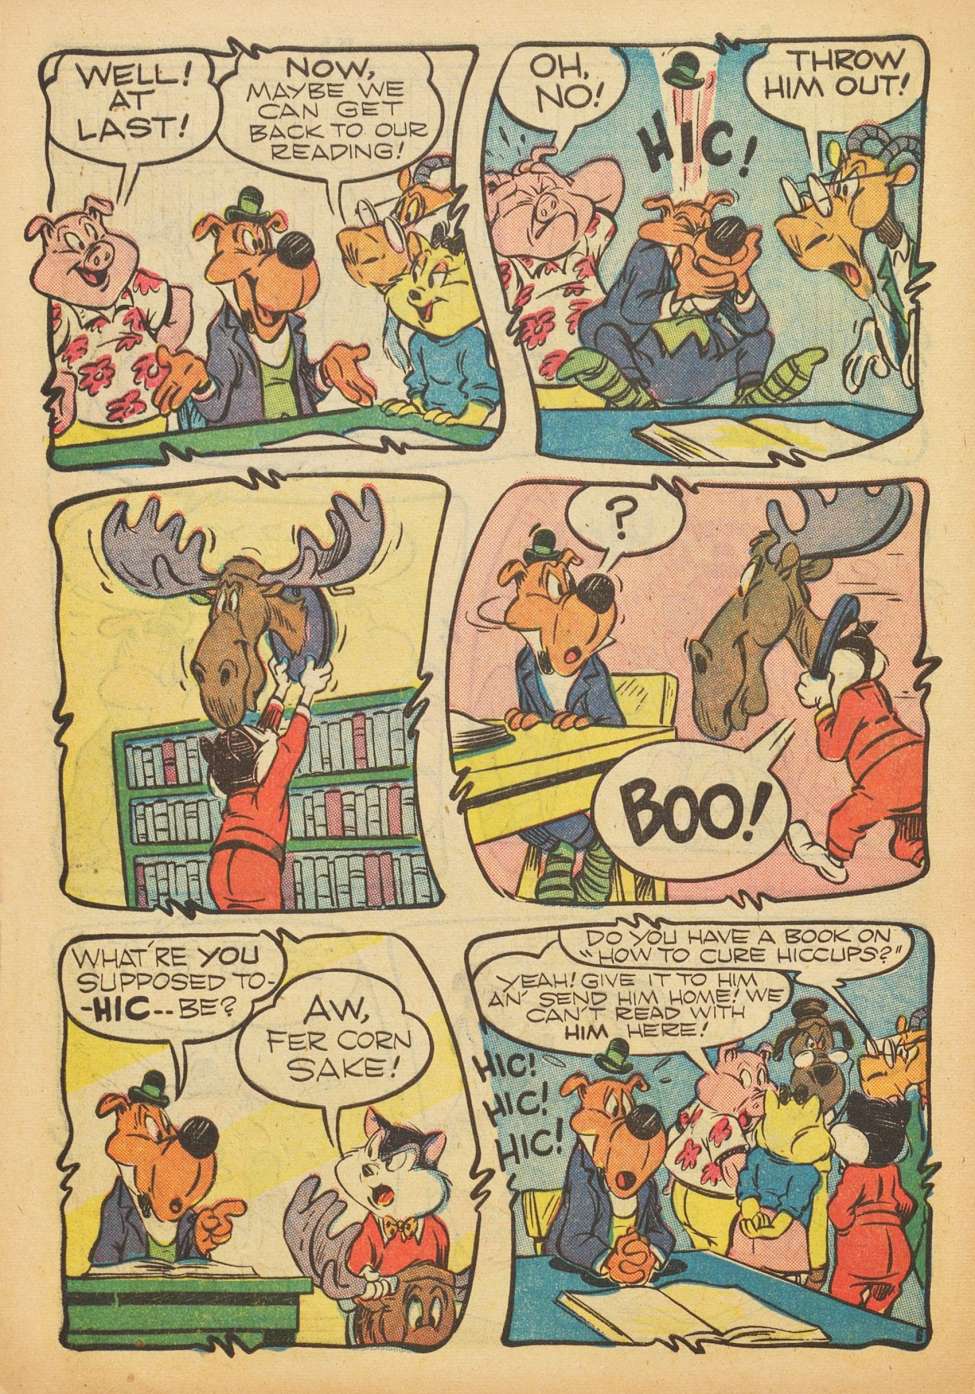 WELL!
AT
LAST!
NOW,
MAYBE WE
CAN GET
BACK TO OUR
READING!
OH,
NO!
HIC!
THROW
HIM OUT!
?
BOO!
WHAT'RE YOU
SUPPOSED TO-
-HIC--BE?
AW,
FER CORN
SAKE!
DO YOU HAVE A BOOK ON
"HOW TO CURE HICCUPS?"
YEAH! GIVE IT TO HIM
AN' SEND HIM HOME! WE
CAN'T READ WITH
HIM HERE!
HIC!
HIC!
HIC!